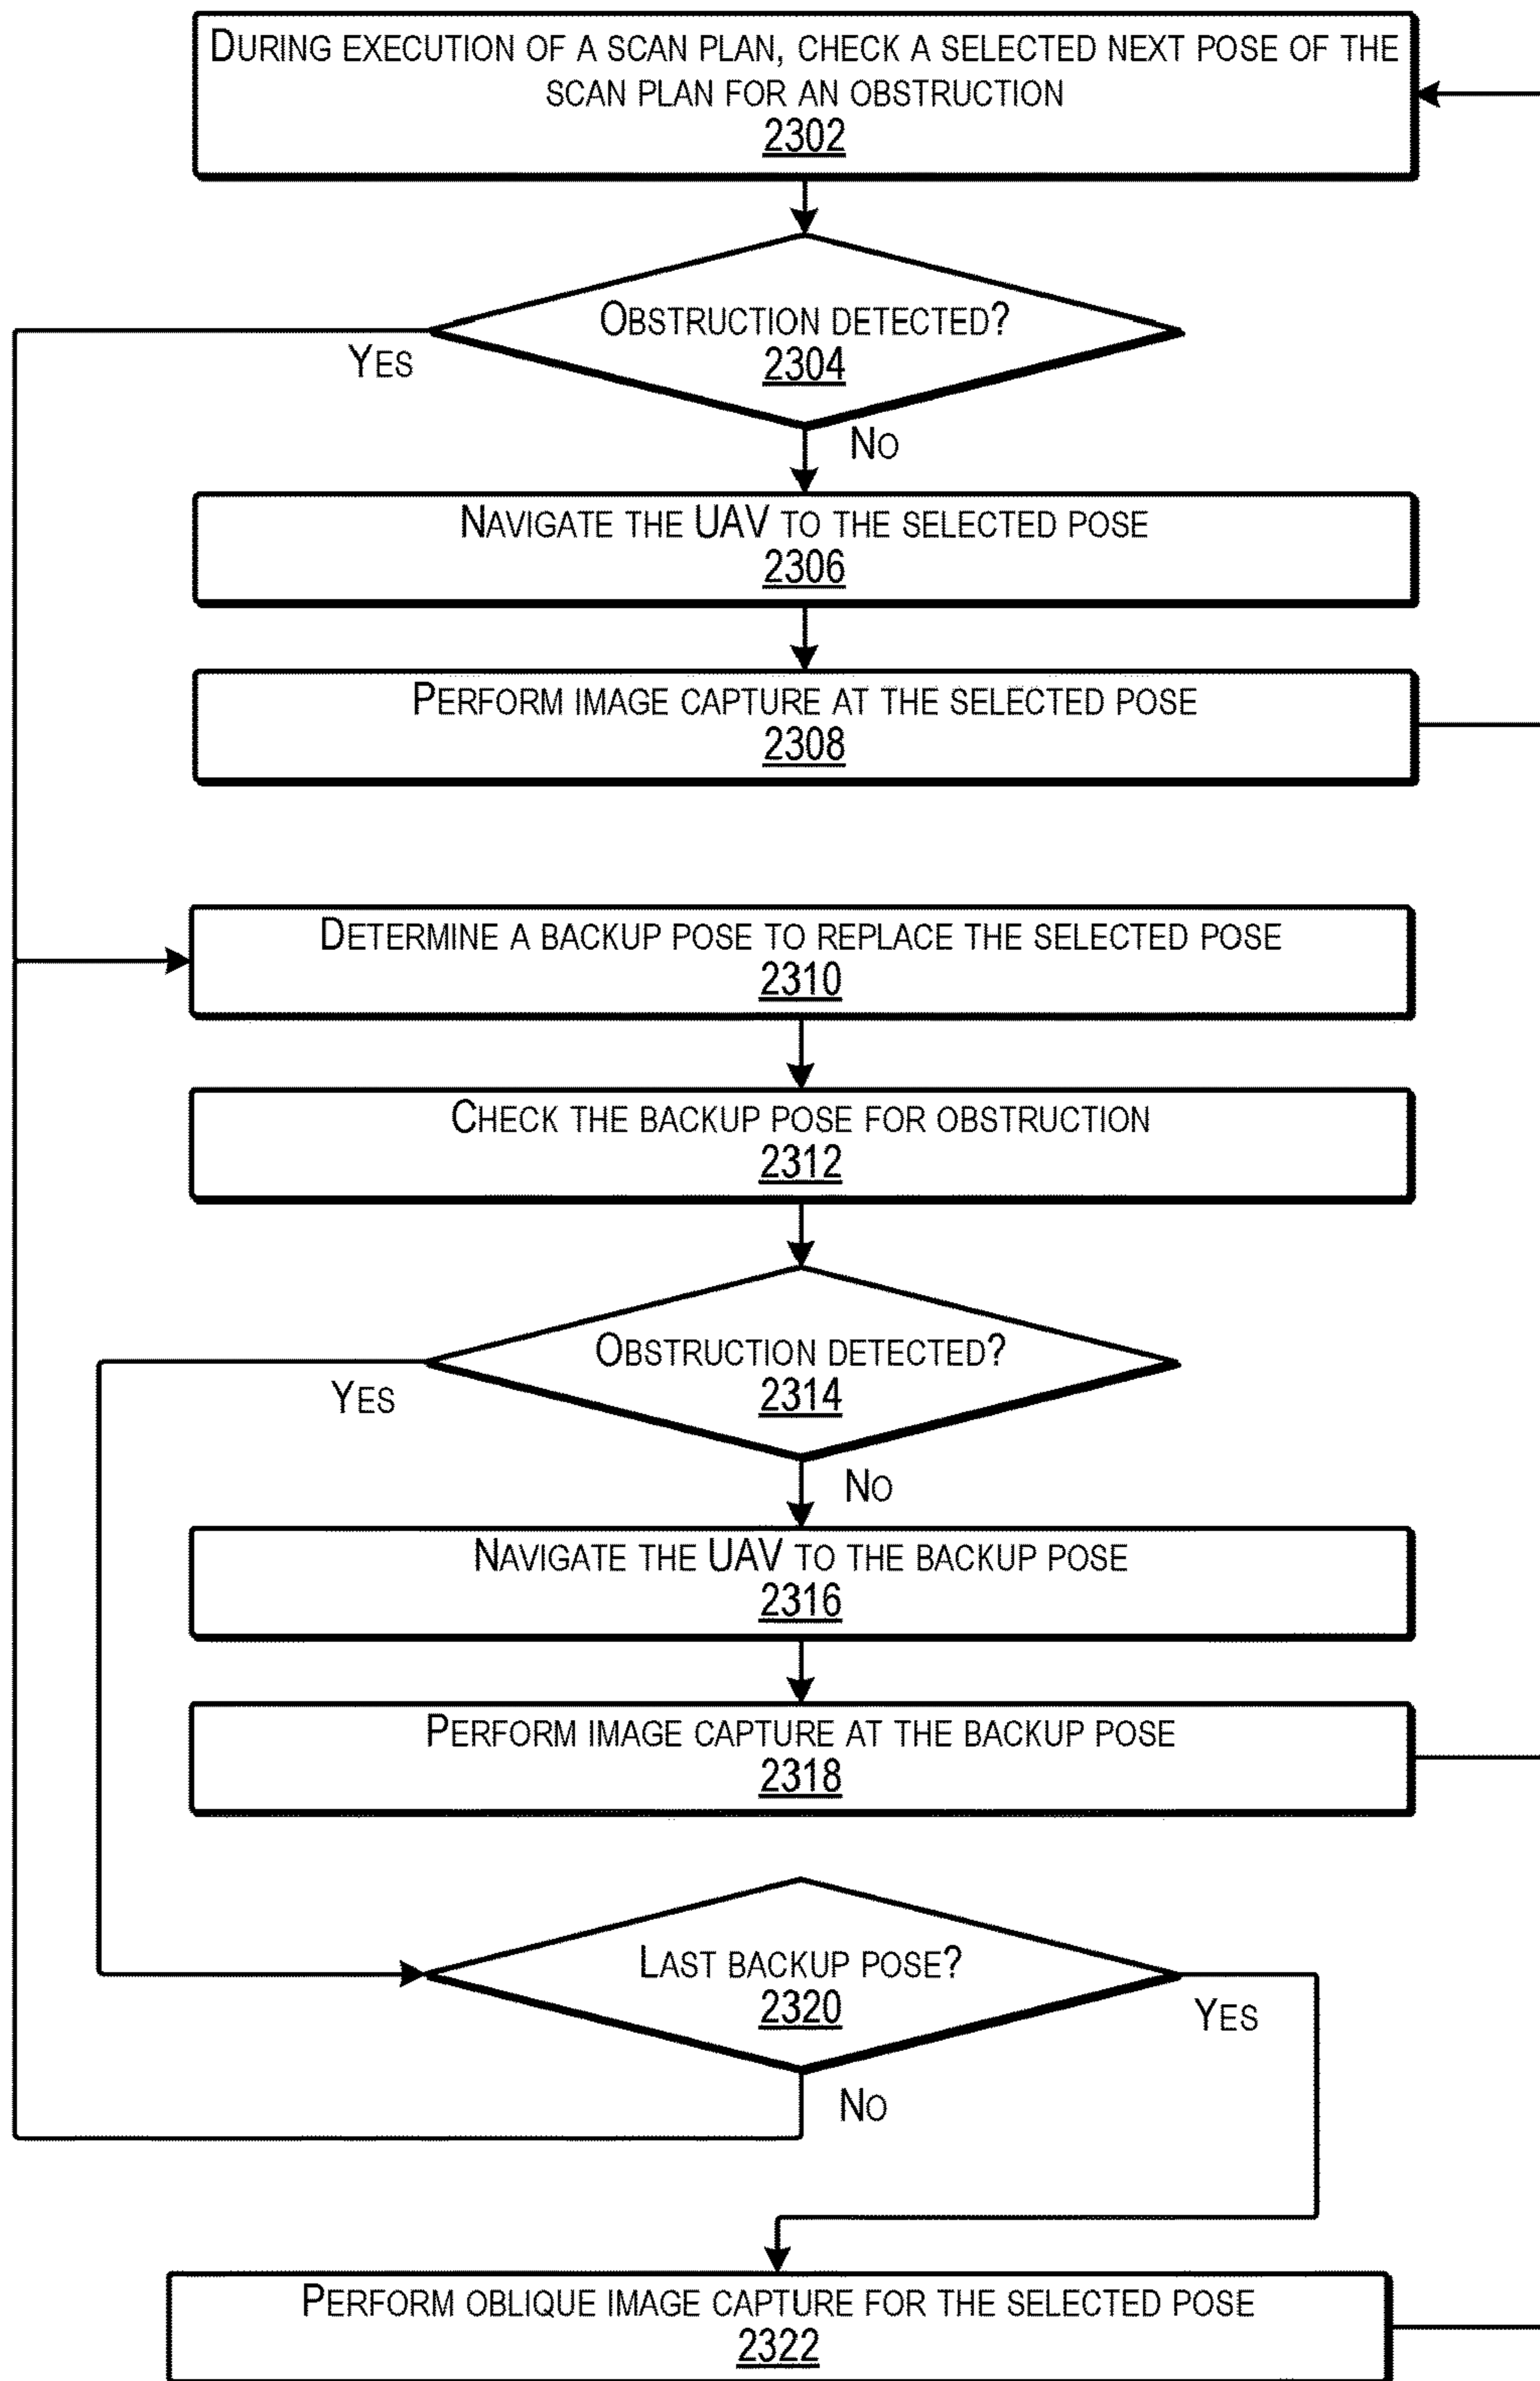 DURING EXECUTION OF A SCAN PLAN, CHECK A SELECTED NEXT POSE OF THE
SCAN PLAN FOR AN OBSTRUCTION
2302
OBSTRUCTION DETECTED?
2304
YES
NO
NAVIGATE THE UAV TO THE SELECTED POSE
2306
PERFORM IMAGE CAPTURE AT THE SELECTED POSE
2308
DETERMINE A BACKUP POSE TO REPLACE THE SELECTED POSE
2310
CHECK THE BACKUP POSE FOR OBSTRUCTION
2312
OBSTRUCTION DETECTED?
2314
YES
NO
NAVIGATE THE UAV TO THE BACKUP POSE
2316
PERFORM IMAGE CAPTURE AT THE BACKUP POSE
2318
LAST BACKUP POSE?
2320
YES
NO
PERFORM OBLIQUE IMAGE CAPTURE FOR THE SELECTED POSE
2322